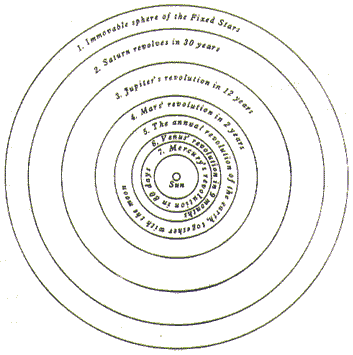 1. Immovable sphere of the Fixed Stars
2. Saturn revolves in 30 years
3. Jupiter's revolution in 12 years
4. Mars' revolution in 2 years
5. The annual revolution of the earth, together with the moon
6. Venus' revolution in 9 months
7. Mercury's revolution in 80 days
Sun